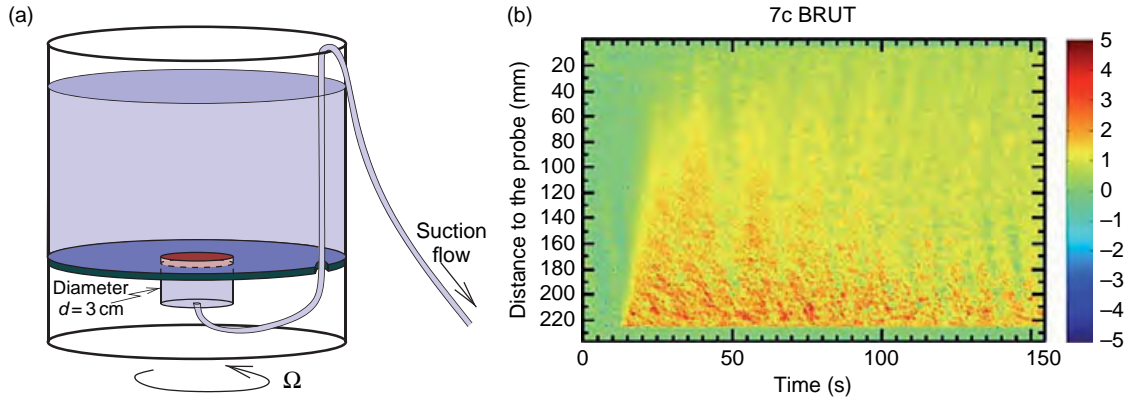 (a)
Suction
flow
Diameter
d = 3 cm
Ω
(b)
7c BRUT
Distance to the probe (mm)
20
40
60
80
100
120
140
160
180
200
220
0
50
100
150
Time (s)
5
4
3
2
1
0
−1
−2
−3
−4
−5